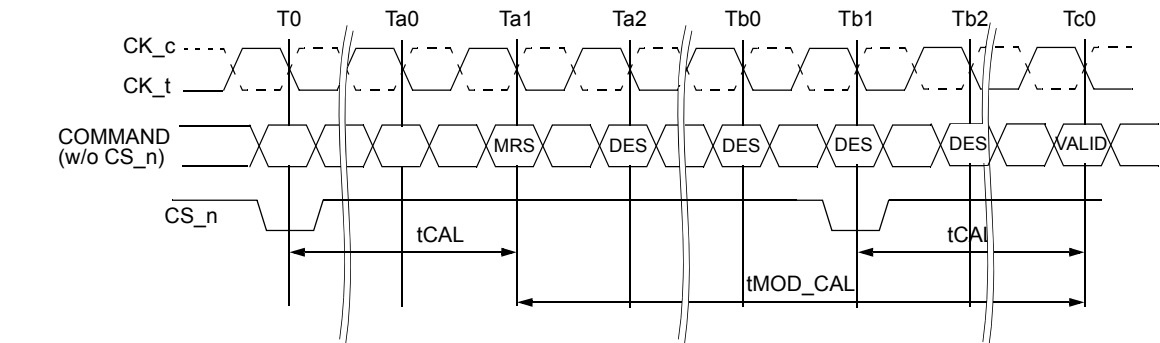 T0 Ta0 Ta1 Ta2 Tb0 Tb1 Tb2 Tc0
CK_c
CK_t
COMMAND
(w/o CS_n)
MRS DES DES DES DES VALID
CS_n
tCAL tCAL
tMOD_CAL